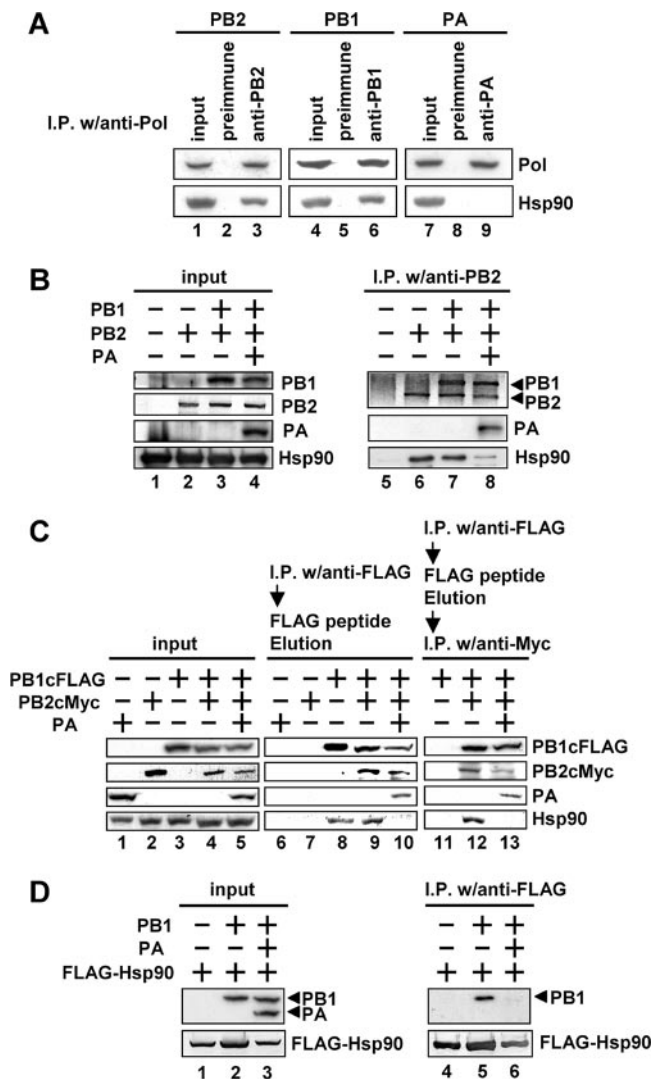 A
PB2 PB1 PA
I.P. w/anti-Pol
input preimmune anti-PB2 input preimmune anti-PB1 input preimmune anti-PA
Pol
Hsp90
1 2 3 4 5 6 7 8 9
B
input I.P. w/anti-PB2
PB1 − − + + − − + +
PB2 − + + + − + + +
PA − − − + − − − +
PB1 PB1
PB2 PB2
PA PA
Hsp90 Hsp90
1 2 3 4 5 6 7 8
C
I.P. w/anti-FLAG
I.P. w/anti-FLAG FLAG peptide
Elution
FLAG peptide
input Elution I.P. w/anti-Myc
PB1cFLAG − − + + + − − + + + + + +
PB2cMyc − + − + + − + − + + − + +
PA + − − − + + − − − + − − +
PB1cFLAG
PB2cMyc
PA
Hsp90
1 2 3 4 5 6 7 8 9 10 11 12 13
D
input I.P. w/anti-FLAG
PB1 − + + − + +
PA − − + − − +
FLAG-Hsp90 + + + + + +
PB1 PB1
PA
FLAG-Hsp90 FLAG-Hsp90
1 2 3 4 5 6